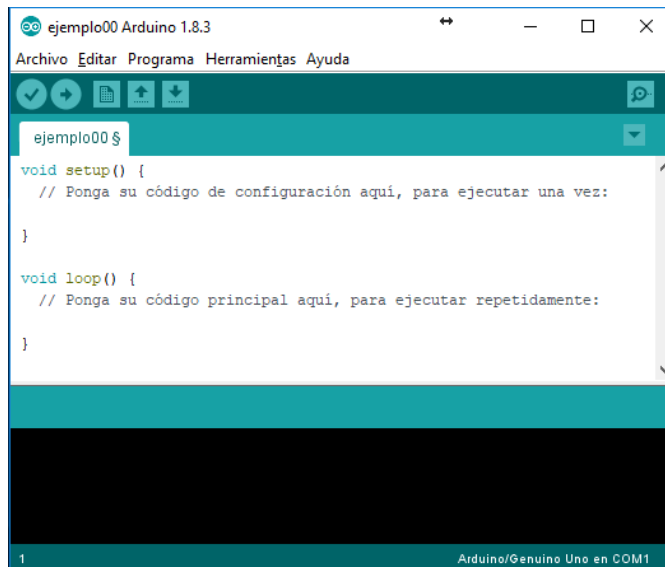 ejemplo00 Arduino 1.8.3
Archivo Editar Programa Herramientas Ayuda
ejemplo00 §
void setup() {
  // Ponga su código de configuración aquí, para ejecutar una vez:
}
void loop() {
  // Ponga su código principal aquí, para ejecutar repetidamente:
}
1 Arduino/Genuino Uno en COM1